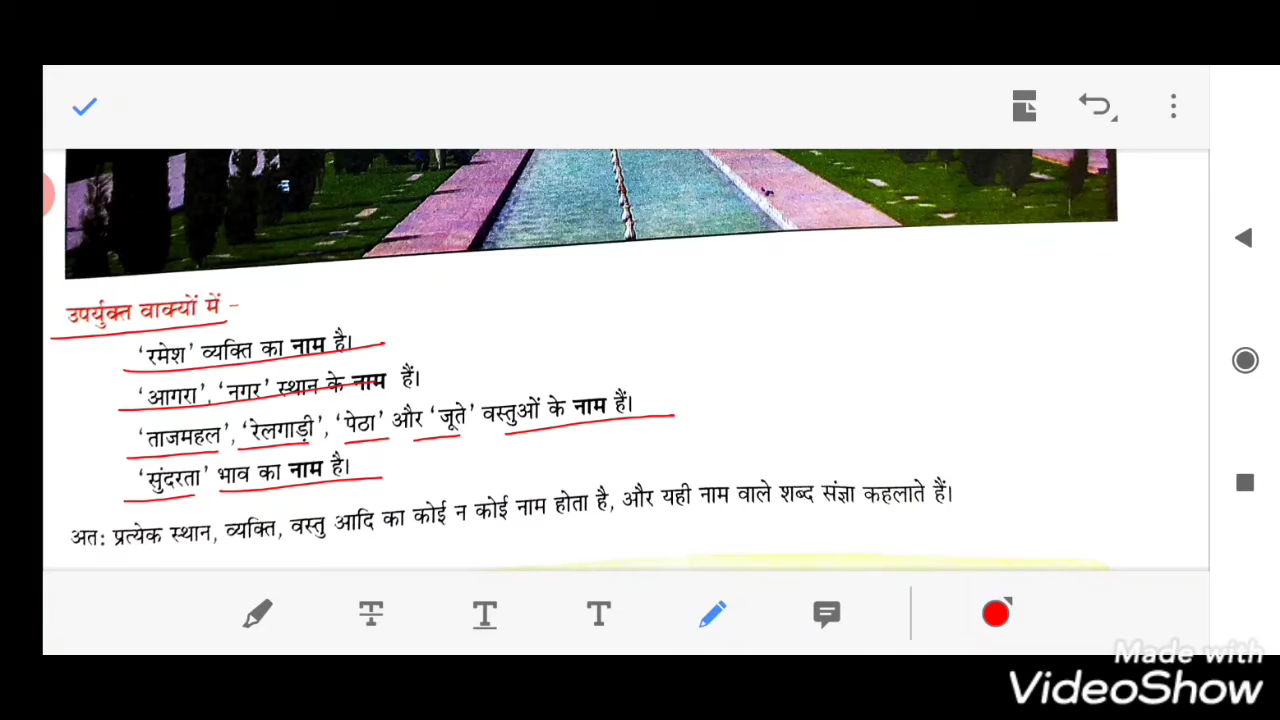 उपर्युक्त वाक्यों में -
'रमेश' व्यक्ति का नाम है।
'आगरा', 'नगर' स्थान के नाम हैं।
'ताजमहल', 'रेलगाड़ी', 'पेठा' और 'जूते' वस्तुओं के नाम हैं।
'सुंदरता' भाव का नाम है।
अतः प्रत्येक स्थान, व्यक्ति, वस्तु आदि का कोई न कोई नाम होता है, और यही नाम वाले शब्द संज्ञा कहलाते हैं।
T T T
Made with
VideoShow